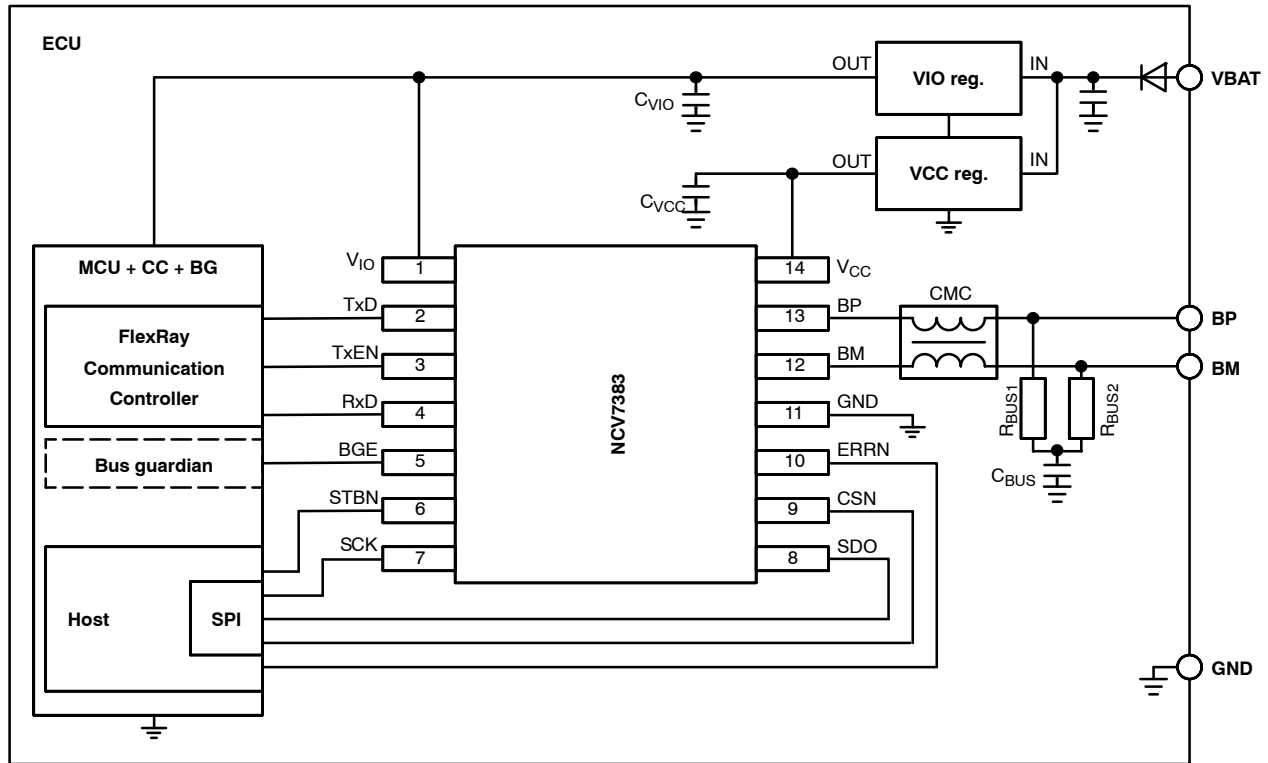 ECU
OUT
VIO reg.
IN
VBAT
CVIO
OUT
VCC reg.
IN
CVCC
MCU + CC + BG
VIO
1
14
VCC
FlexRay
Communication
Controller
TxD
2
13
BP
CMC
BP
TxEN
3
12
BM
BM
RxD
4
11
GND
RBUS1
RBUS2
NCV7383
Bus guardian
BGE
5
10
ERRN
CBUS
STBN
6
9
CSN
SCK
7
8
SDO
Host
SPI
GND